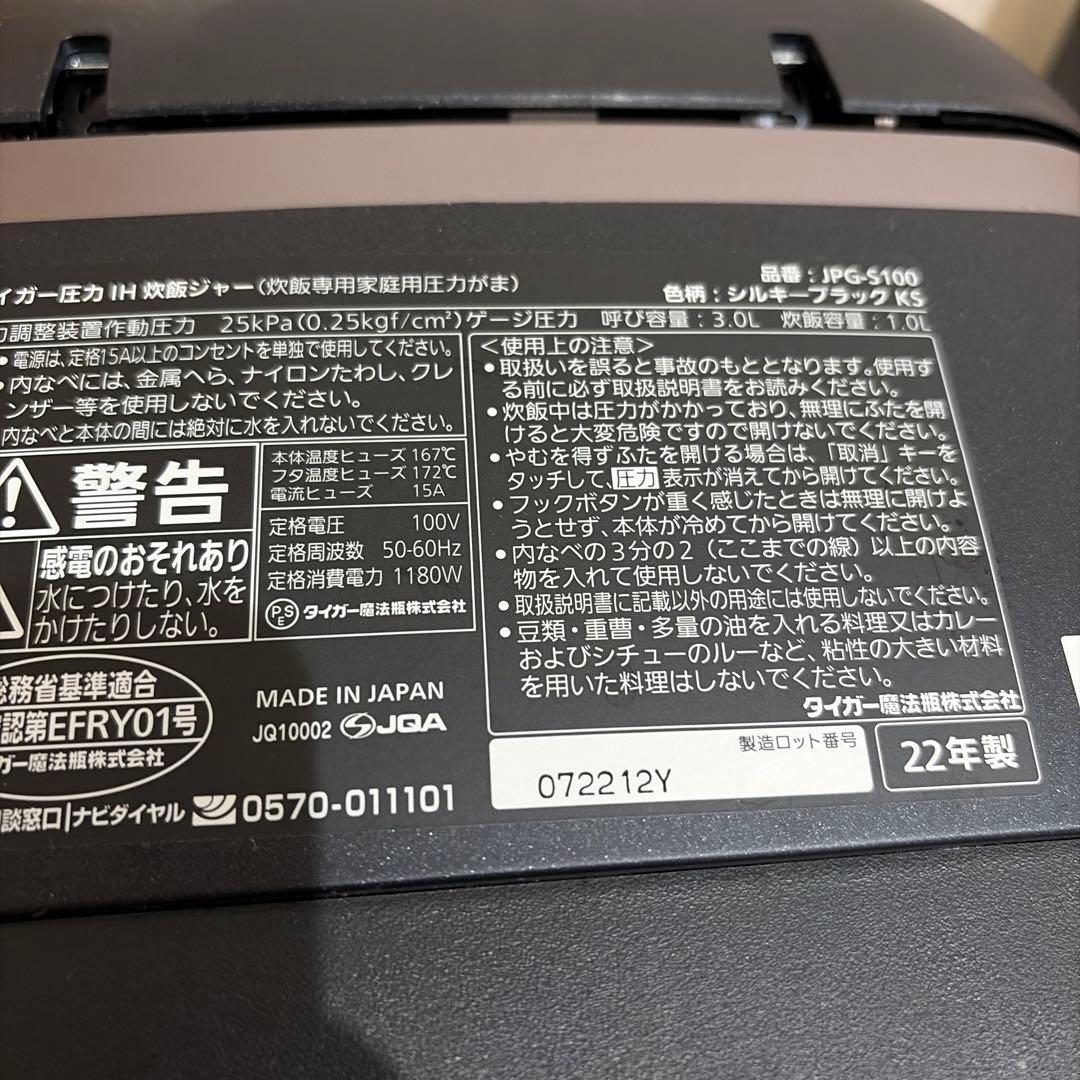 イガー圧力IH炊飯ジャー(炊飯専用家庭用圧力がま)
品番：JPG-S100
色柄：シルキーブラック KS
力調整装置作動圧力 25kPa(0.25kgf/cm²)ゲージ圧力 呼び容量：3.0L 炊飯容量：1.0L
•電源は、定格15A以上のコンセントを単独で使用してください。
•内なべには、金属へら、ナイロンたわし、クレ
ンザー等を使用しないでください。
内なべと本体の間には絶対に水を入れないでください。
警告
感電のおそれあり
水につけたり、水を
かけたりしない。
本体温度ヒューズ 167℃
フタ温度ヒューズ 172℃
電流ヒューズ 15A
定格電圧 100V
定格周波数 50-60Hz
定格消費電力 1180W
PSE タイガー魔法瓶株式会社
総務省基準適合
認第EFRY01号
ガー魔法瓶株式会社
MADE IN JAPAN
JQ10002 JQA
談窓口|ナビダイヤル 0570-011101
<使用上の注意>
•取扱いを誤ると事故のもととなります。使用す
る前に必ず取扱説明書をお読みください。
•炊飯中は圧力がかかっており、無理にふたを開
けると大変危険ですので開けないでください。
•やむを得ずふたを開ける場合は、「取消」キーを
タッチして、圧力表示が消えてから開けてください。
•フックボタンが重く感じたときは無理に開けよ
うとせず、本体が冷めてから開けてください。
•内なべの3分の2（ここまでの線）以上の内容
物を入れて使用しないでください。
•取扱説明書に記載以外の用途には使用しないでください。
•豆類・重曹・多量の油を入れる料理又はカレー
およびシチューのルーなど、粘性の大きい材料
を用いた料理はしないでください。
タイガー魔法瓶株式会社
製造ロット番号
072212Y
22年製